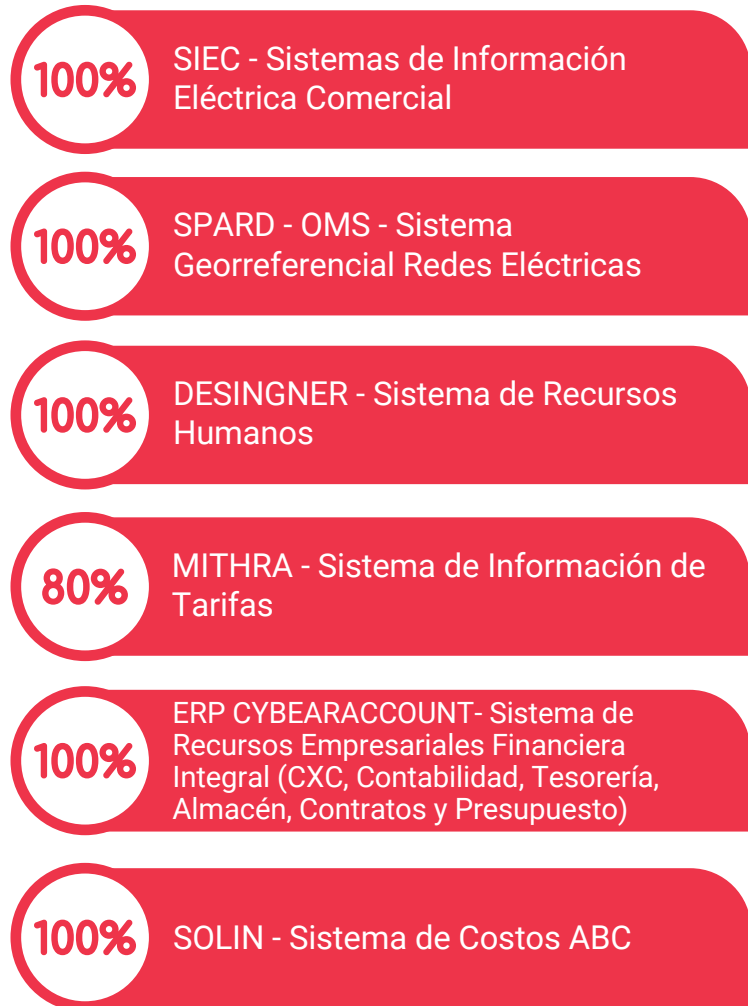 100%
SIEC - Sistemas de Información
Eléctrica Comercial
100%
SPARD - OMS - Sistema
Georreferencial Redes Eléctricas
100%
DESINGNER - Sistema de Recursos
Humanos
80%
MITHRA - Sistema de Información de
Tarifas
100%
ERP CYBEARACCOUNT- Sistema de
Recursos Empresariales Financiera
Integral (CXC, Contabilidad, Tesorería,
Almacén, Contratos y Presupuesto)
100%
SOLIN - Sistema de Costos ABC